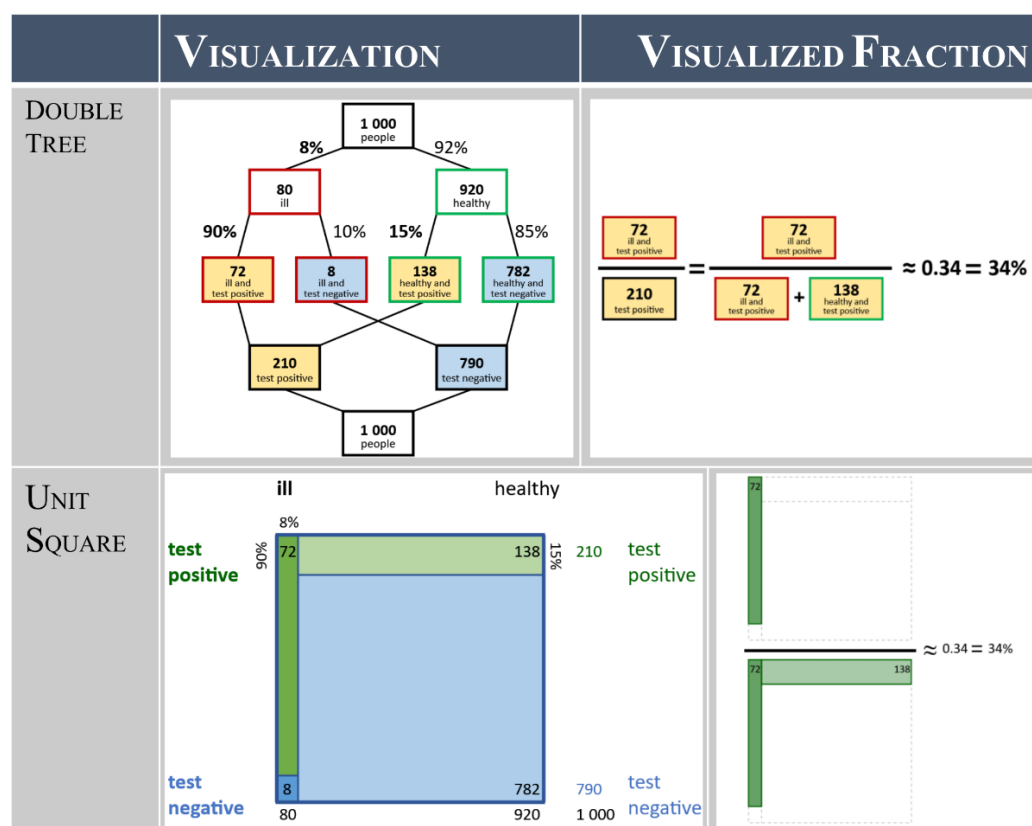 VISUALIZATION
VISUALIZED FRACTION
DOUBLE
TREE
1 000
people
8%
92%
80
ill
920
healthy
90%
10%
15%
85%
72
ill and
test positive
8
ill and
test negative
138
healthy and
test positive
782
healthy and
test negative
210
test positive
790
test negative
1 000
people
72
ill and
test positive
210
test positive
=
72
ill and
test positive
72
ill and
test positive
+
138
healthy and
test positive
≈ 0.34 = 34%
UNIT
SQUARE
ill
healthy
8%
test
positive
90%
72
138
15%
210
test
positive
test
negative
8
782
790
test
negative
80
920
1 000
72
72
138
≈ 0.34 = 34%